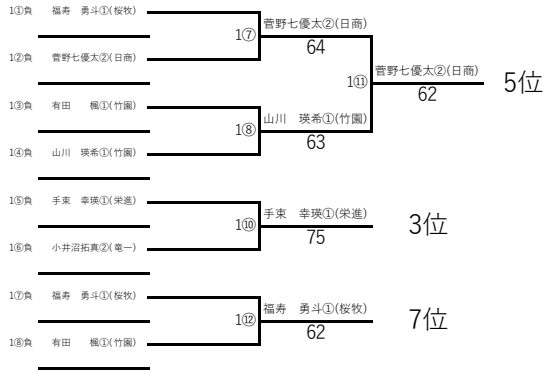 1①負 福寿 勇斗①(桜牧)
1⑦ 菅野七優太②(日商)
64
1②負 菅野七優太②(日商)
1⑪ 菅野七優太②(日商)
62
5位
1③負 有田 楓①(竹園)
1⑧ 山川 瑛希①(竹園)
63
1④負 山川 瑛希①(竹園)
1⑤負 手束 幸瑛①(栄進)
1⑩ 手束 幸瑛①(栄進)
75
3位
1⑥負 小井沼拓真②(竜一)
1⑦負 福寿 勇斗①(桜牧)
1⑫ 福寿 勇斗①(桜牧)
62
7位
1⑧負 有田 楓①(竹園)